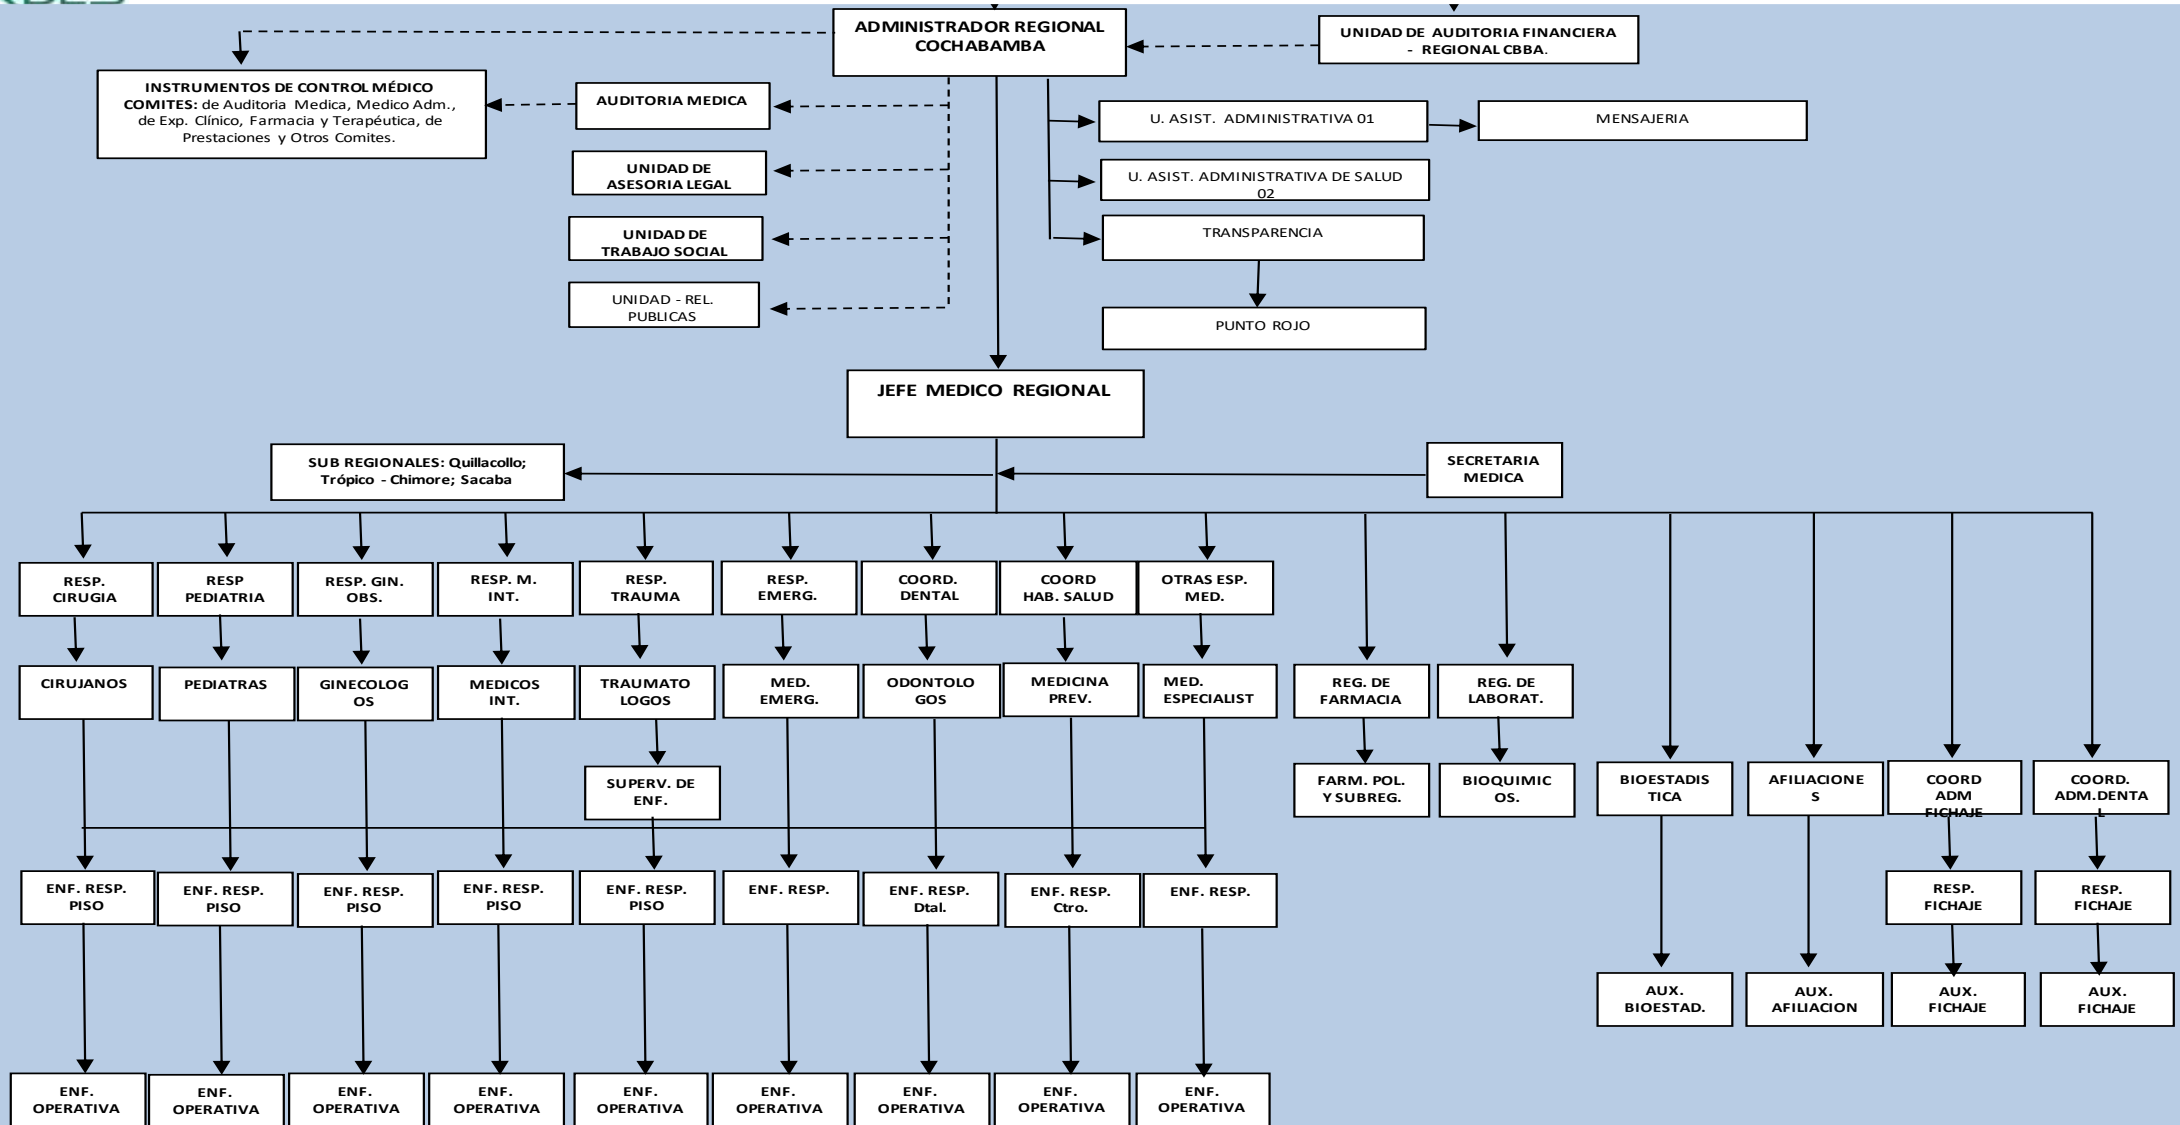 ADMINISTRADOR REGIONAL
COCHABAMBA
UNIDAD DE AUDITORIA FINANCIERA
- REGIONAL CBBA.
INSTRUMENTOS DE CONTROL MÉDICO
COMITES: de Auditoria Medica, Medico Adm.,
de Exp. Clínico, Farmacia y Terapéutica, de
Prestaciones y Otros Comites.
AUDITORIA MEDICA
U. ASIST. ADMINISTRATIVA 01
MENSAJERIA
UNIDAD DE
ASESORIA LEGAL
U. ASIST. ADMINISTRATIVA DE SALUD
02
UNIDAD DE
TRABAJO SOCIAL
TRANSPARENCIA
UNIDAD - REL.
PUBLICAS
PUNTO ROJO
JEFE MEDICO REGIONAL
SUB REGIONALES: Quillacollo;
Trópico - Chimore; Sacaba
SECRETARIA
MEDICA
RESP.
CIRUGIA
RESP
PEDIATRIA
RESP. GIN.
OBS.
RESP. M.
INT.
RESP.
TRAUMA
RESP.
EMERG.
COORD.
DENTAL
COORD
HAB. SALUD
OTRAS ESP.
MED.
CIRUJANOS
PEDIATRAS
GINECOLOG
OS
MEDICOS
INT.
TRAUMATO
LOGOS
MED.
EMERG.
ODONTOLO
GOS
MEDICINA
PREV.
MED.
ESPECIALIST
REG. DE
FARMACIA
REG. DE
LABORAT.
SUPERV. DE
ENF.
FARM. POL.
Y SUBREG.
BIOQUIMIC
OS.
BIOESTADIS
TICA
AFILIACIONE
S
COORD
ADM
FICHAJE
COORD.
ADM.DENTA
L
ENF. RESP.
PISO
ENF. RESP.
PISO
ENF. RESP.
PISO
ENF. RESP.
PISO
ENF. RESP.
PISO
ENF. RESP.
ENF. RESP.
Dtal.
ENF. RESP.
Ctro.
ENF. RESP.
RESP.
FICHAJE
RESP.
FICHAJE
AUX.
BIOESTAD.
AUX.
AFILIACION
AUX.
FICHAJE
AUX.
FICHAJE
ENF.
OPERATIVA
ENF.
OPERATIVA
ENF.
OPERATIVA
ENF.
OPERATIVA
ENF.
OPERATIVA
ENF.
OPERATIVA
ENF.
OPERATIVA
ENF.
OPERATIVA
ENF.
OPERATIVA